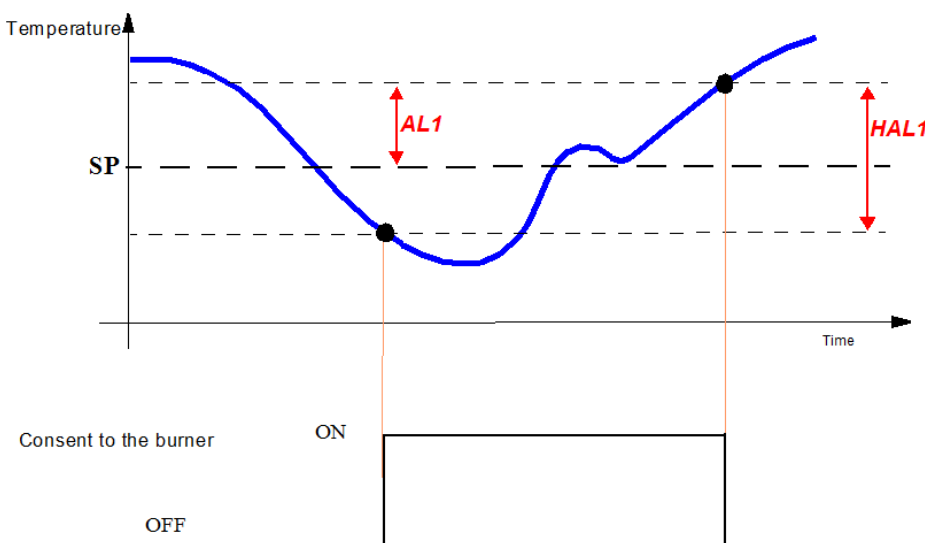 Temperature
AL1
HAL1
SP
Time
Consent to the burner
ON
OFF